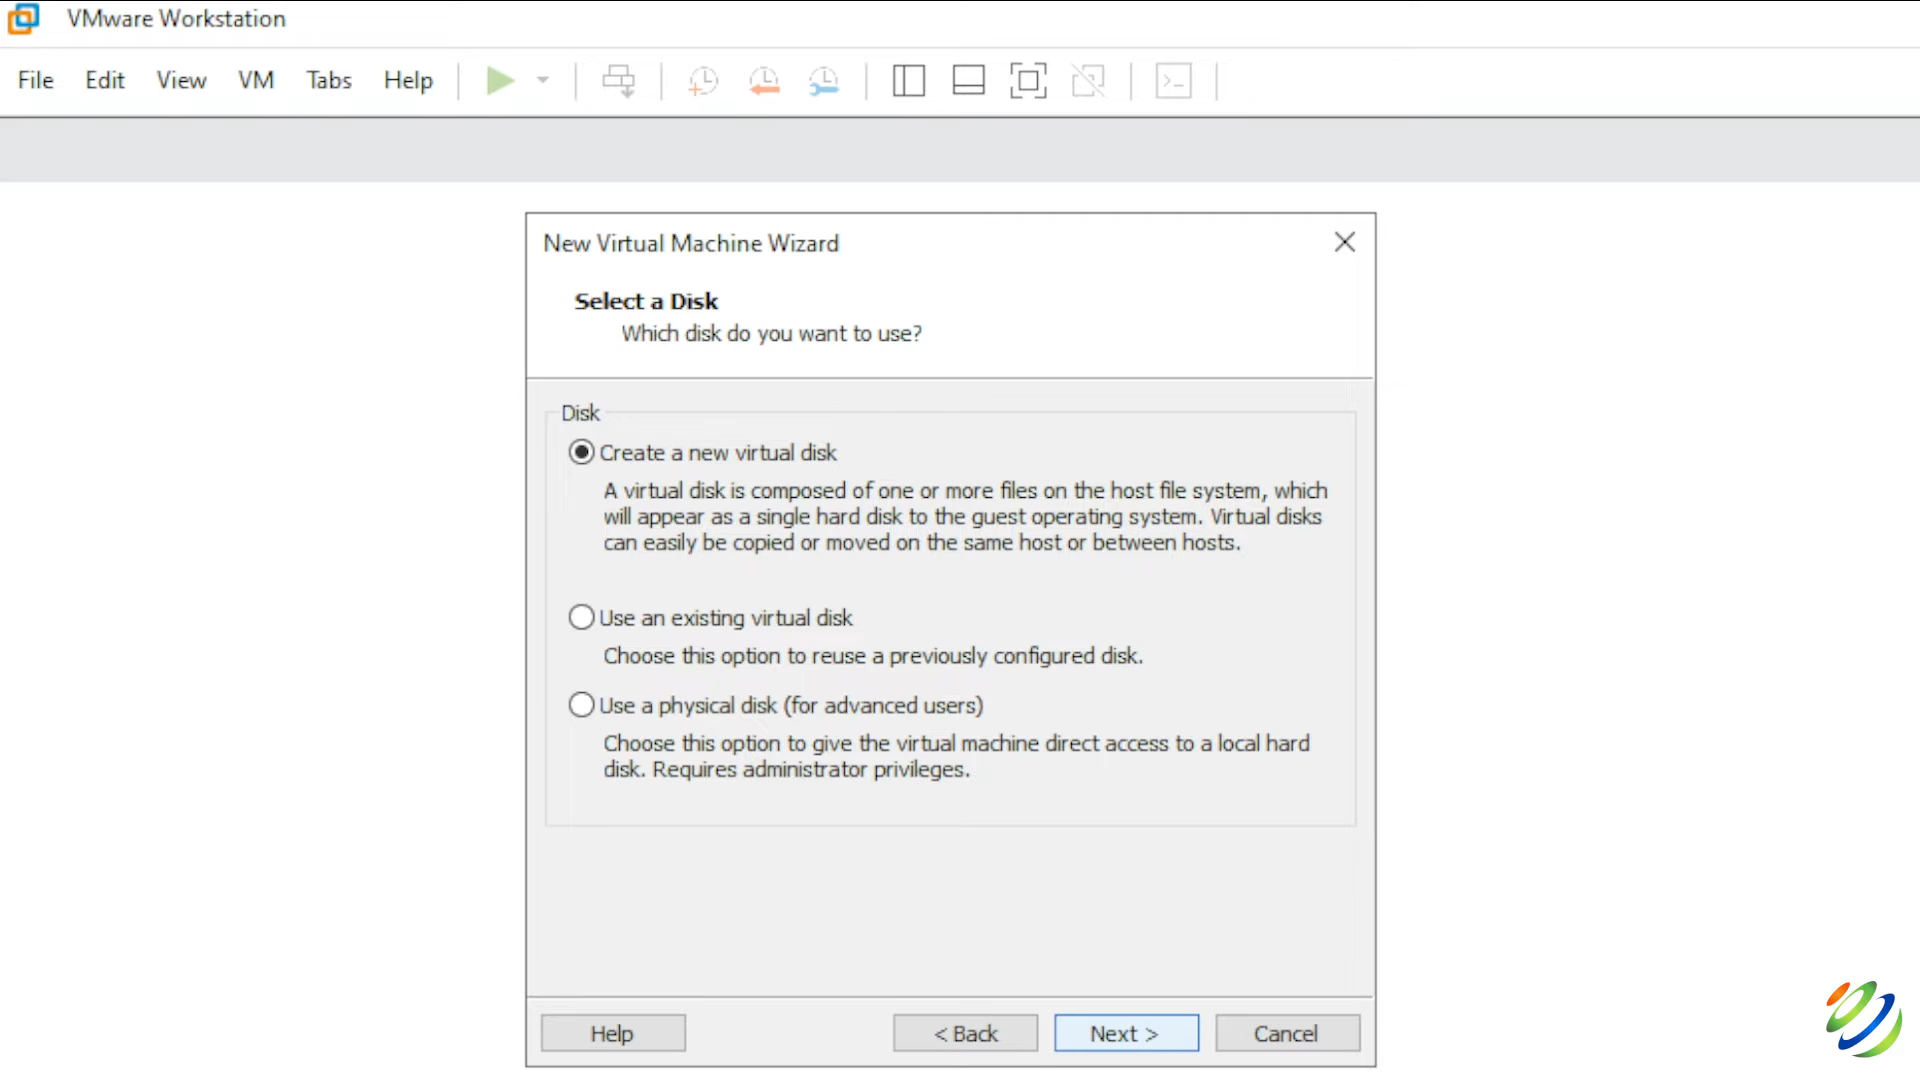 VMware Workstation
File Edit View VM Tabs Help
New Virtual Machine Wizard
Select a Disk
Which disk do you want to use?
Disk
Create a new virtual disk
A virtual disk is composed of one or more files on the host file system, which
will appear as a single hard disk to the guest operating system. Virtual disks
can easily be copied or moved on the same host or between hosts.
Use an existing virtual disk
Choose this option to reuse a previously configured disk.
Use a physical disk (for advanced users)
Choose this option to give the virtual machine direct access to a local hard
disk. Requires administrator privileges.
Help < Back Next > Cancel